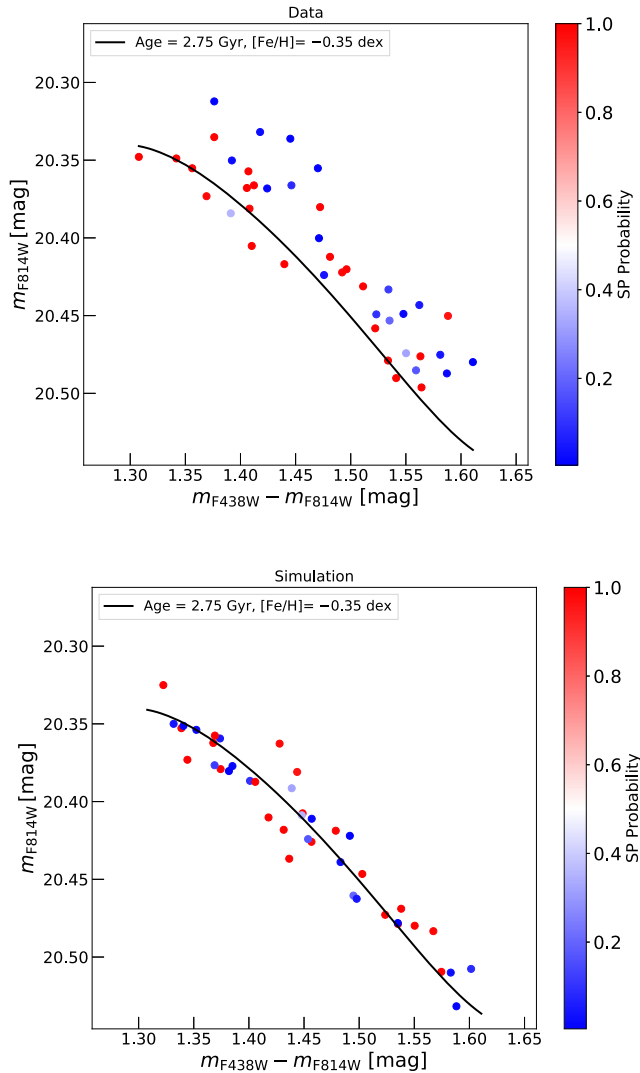 Data
Age = 2.75 Gyr, [Fe/H]= −0.35 dex
20.30
20.35
20.40
20.45
20.50
m_F814W [mag]
1.30 1.35 1.40 1.45 1.50 1.55 1.60 1.65
m_F438W − m_F814W [mag]
1.0
0.8
0.6
0.4
0.2
SP Probability
Simulation
Age = 2.75 Gyr, [Fe/H]= −0.35 dex
20.30
20.35
20.40
20.45
20.50
m_F814W [mag]
1.30 1.35 1.40 1.45 1.50 1.55 1.60 1.65
m_F438W − m_F814W [mag]
1.0
0.8
0.6
0.4
0.2
SP Probability